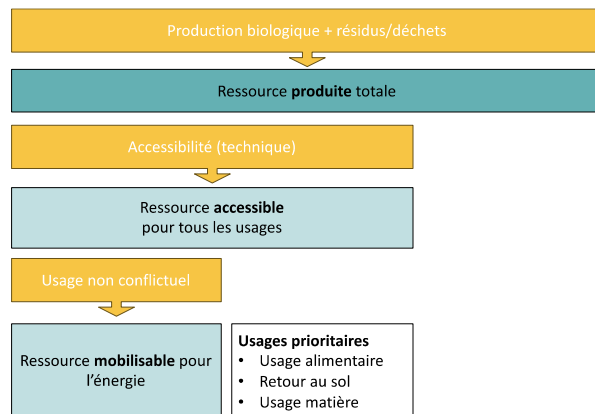 Production biologique + résidus/déchets
Ressource produite totale
Accessibilité (technique)
Ressource accessible
pour tous les usages
Usage non conflictuel
Ressource mobilisable pour
l’énergie
Usages prioritaires
• Usage alimentaire
• Retour au sol
• Usage matière